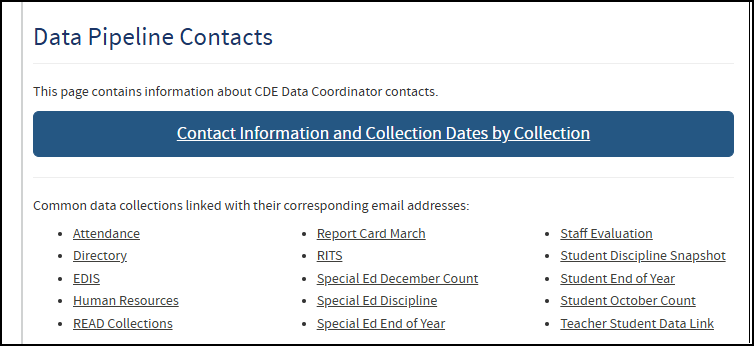 Data Pipeline Contacts
This page contains information about CDE Data Coordinator contacts.
Contact Information and Collection Dates by Collection
Common data collections linked with their corresponding email addresses:
Attendance
Directory
EDIS
Human Resources
READ Collections
Report Card March
RITS
Special Ed December Count
Special Ed Discipline
Special Ed End of Year
Staff Evaluation
Student Discipline Snapshot
Student End of Year
Student October Count
Teacher Student Data Link